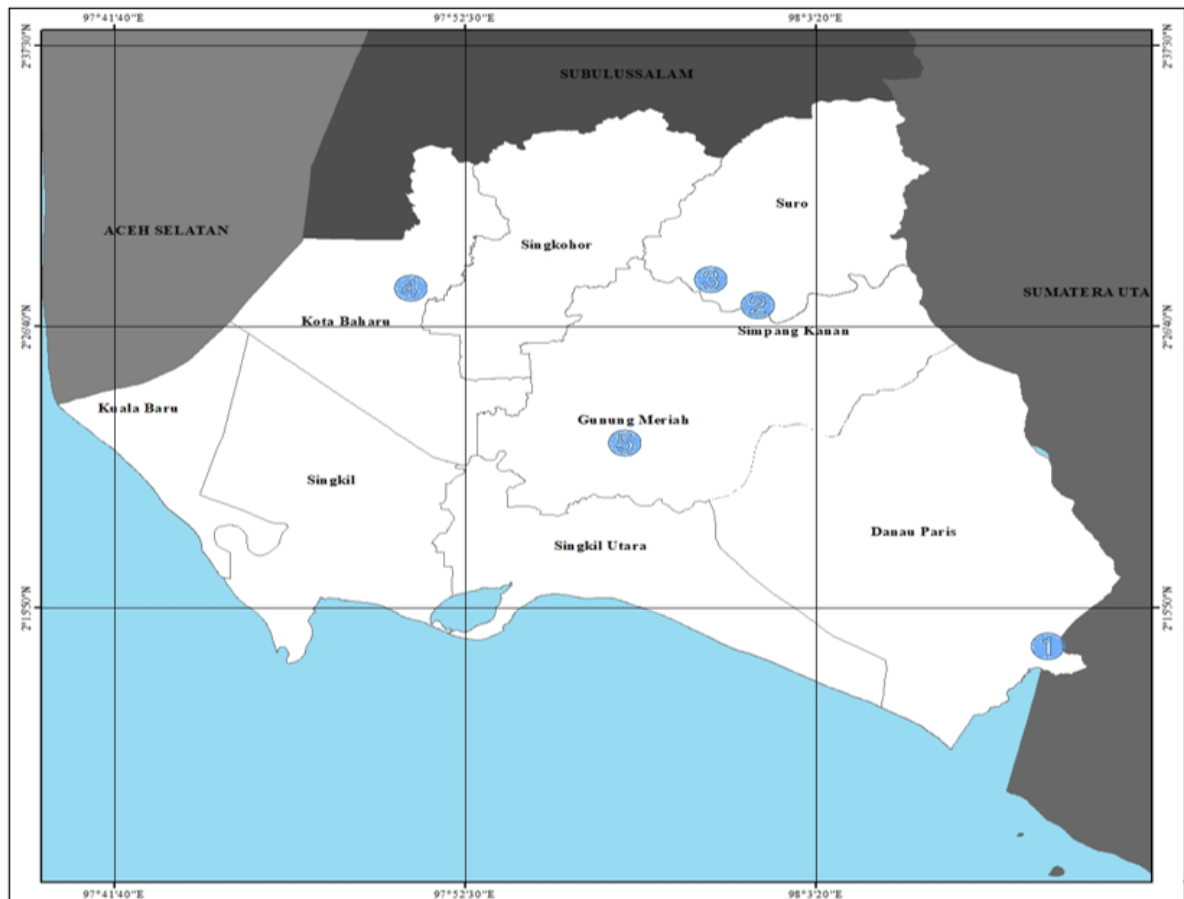 97°41'40"E 97°52'30"E 98°3'20"E
2°37'30"N 2°37'30"N
SUBULUSSALAM
Suro
ACEH SELATAN
Singkohor
3
4
SUMATERA UTA
2
Kota Baharu
Simpang Kanan
2°26'40"N 2°26'40"N
Kuala Baru
Gunung Meriah
5
Singkil
Danau Paris
Singkil Utara
2°15'50"N 2°15'50"N
1
97°41'40"E 97°52'30"E 98°3'20"E